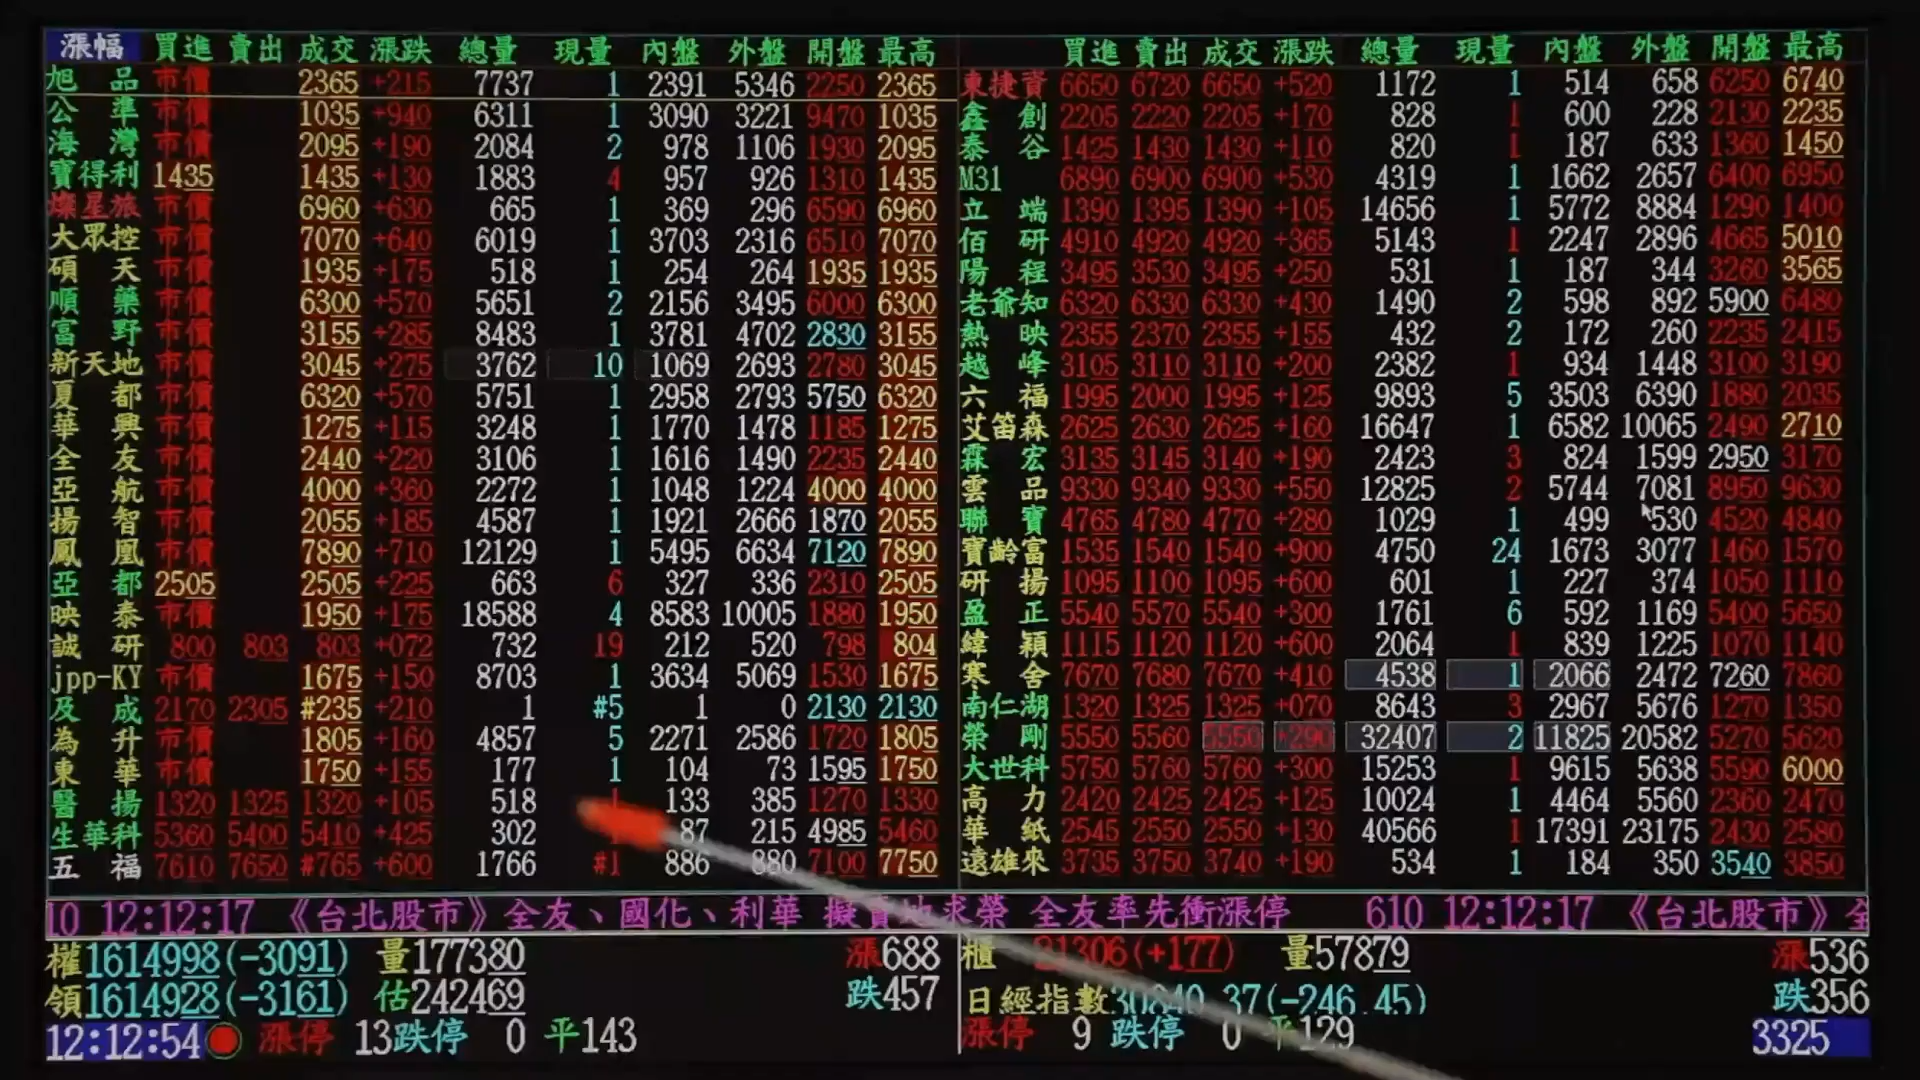 漲幅 買進 賣出 成交 漲跌 總量 現量 內盤 外盤 開盤 最高 買進 賣出 成交 漲跌 總量 現量 內盤 外盤 開盤 最高
旭品 市價 2365 +215 7737 1 2391 5346 2250 2365 東捷資 6650 6720 6650 +520 1172 1 514 658 6250 6740
公準 市價 1035 +940 6311 1 3090 3221 9470 1035 鑫創 2205 2220 2205 +170 828 1 600 228 2130 2235
海灣 市價 2095 +190 2084 2 978 1106 1930 2095 泰谷 1425 1430 1430 +110 820 1 187 633 1360 1450
寶得利 1435 1435 +130 1883 4 957 926 1310 1435 M31 6890 6900 6900 +530 4319 1 1662 2657 6400 6950
燦星旅 市價 6960 +630 665 1 369 296 6590 6960 立端 1390 1395 1390 +105 14656 1 5772 8884 1290 1400
大眾控 市價 7070 +640 6019 1 3703 2316 6510 7070 佰研 4910 4920 4920 +365 5143 1 2247 2896 4665 5010
碩天 市價 1935 +175 518 1 254 264 1935 1935 陽程 3495 3530 3495 +250 531 1 187 344 3260 3565
順藥 市價 6300 +570 5651 2 2156 3495 6000 6300 老爺知 6320 6330 6330 +430 1490 2 598 892 5900 6480
富野 市價 3155 +285 8483 1 3781 4702 2830 3155 熱映 2355 2370 2355 +155 432 2 172 260 2235 2415
新天地 市價 3045 +275 3762 10 1069 2693 2780 3045 越峰 3105 3110 3110 +200 2382 1 934 1448 3100 3190
夏都 市價 6320 +570 5751 1 2958 2793 5750 6320 六福 1995 2000 1995 +125 9893 5 3503 6390 1880 2035
華興 市價 1275 +115 3248 1 1770 1478 1185 1275 艾笛森 2625 2630 2625 +160 16647 1 6582 10065 2490 2710
全友 市價 2440 +220 3106 1 1616 1490 2235 2440 霖宏 3135 3145 3140 +190 2423 3 824 1599 2950 3170
亞航 市價 4000 +360 2272 1 1048 1224 4000 4000 雲品 9330 9340 9330 +550 12825 2 5744 7081 8950 9630
揚智 市價 2055 +185 4587 1 1921 2666 1870 2055 聯寶 4765 4780 4770 +280 1029 1 499 530 4520 4840
鳳凰 市價 7890 +710 12129 1 5495 6634 7120 7890 寶齡富 1535 1540 1540 +900 4750 24 1673 3077 1460 1570
亞都 2505 2505 +225 663 6 327 336 2310 2505 研揚 1095 1100 1095 +600 601 1 227 374 1050 1110
映泰 市價 1950 +175 18588 4 8583 10005 1880 1950 盈正 5540 5570 5540 +300 1761 6 592 1169 5400 5650
誠研 800 803 803 +072 732 19 212 520 798 804 緯穎 1115 1120 1120 +600 2064 1 839 1225 1070 1140
jpp-KY 市價 1675 +150 8703 1 3634 5069 1530 1675 寒舍 7670 7680 7670 +410 4538 1 2066 2472 7260 7860
及成 2170 2305 #235 +210 1 #5 1 0 2130 2130 南仁湖 1320 1325 1325 +070 8643 3 2967 5676 1270 1350
為升 市價 1805 +160 4857 5 2271 2586 1720 1805 榮剛 5550 5560 5550 +290 32407 2 11825 20582 5270 5620
東華 市價 1750 +155 177 1 104 73 1595 1750 大世科 5750 5760 5760 +300 15253 1 9615 5638 5590 6000
醫揚 1320 1325 1320 +105 518 133 385 1270 1330 高力 2420 2425 2425 +125 10024 1 4464 5560 2360 2470
生華科 5360 5400 5410 +425 302 87 215 4985 5460 華紙 2545 2550 2550 +130 40566 1 17391 23175 2430 2580
五福 7610 7650 #765 +600 1766 #1 886 880 7100 7750 遠雄來 3735 3750 3740 +190 534 1 184 350 3540 3850
10 12:12:17 《台北股市》全友、國化、利華 擬賣地求榮 全友率先衝漲停 610 12:12:17 《台北股市》全
權1614998(-3091) 量177380 漲688 櫃 21306(+177) 量57879 漲536
領1614928(-3161) 估242469 跌457 日經指數30840.37(-246.45) 跌356
12:12:54 漲停 13跌停 0 平143 漲停 9 跌停 0 平129 3325